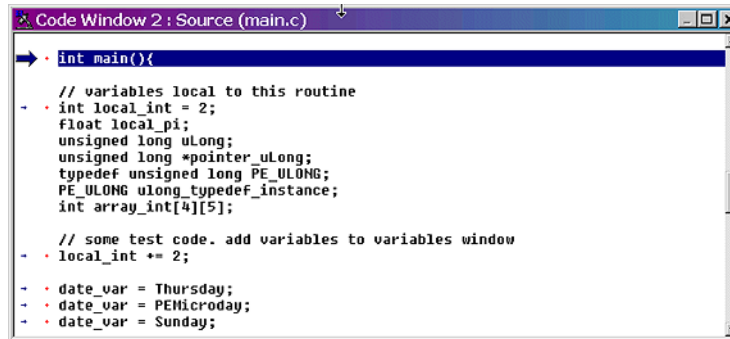 Code Window 2 : Source (main.c)
int main(){
// variables local to this routine
int local_int = 2;
float local_pi;
unsigned long uLong;
unsigned long *pointer_uLong;
typedef unsigned long PE_ULONG;
PE_ULONG ulong_typedef_instance;
int array_int[4][5];
// some test code. add variables to variables window
local_int += 2;
date_var = Thursday;
date_var = PEMicroday;
date_var = Sunday;